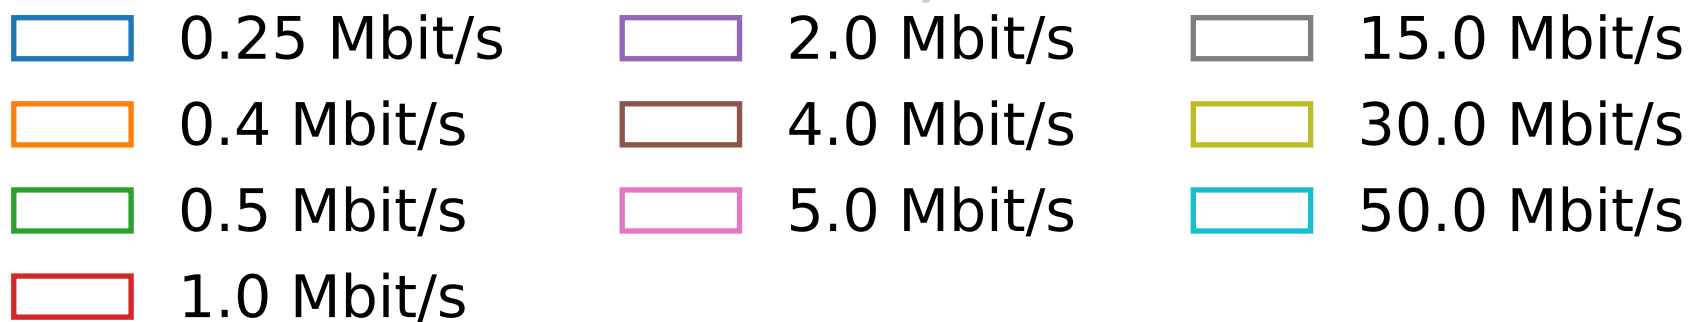 0.25 Mbit/s
0.4 Mbit/s
0.5 Mbit/s
1.0 Mbit/s
2.0 Mbit/s
4.0 Mbit/s
5.0 Mbit/s
15.0 Mbit/s
30.0 Mbit/s
50.0 Mbit/s